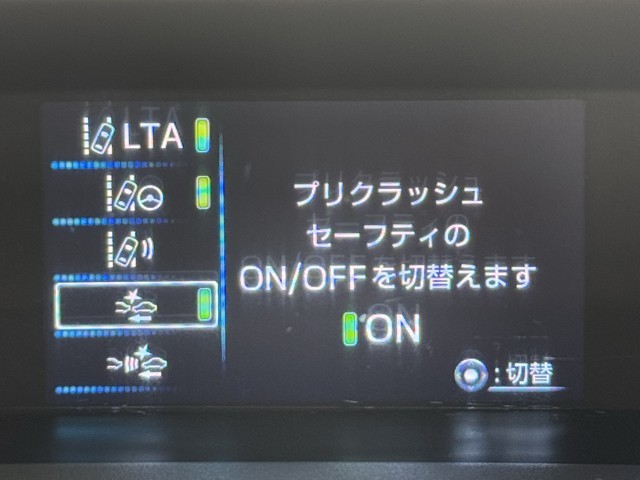 LTA
プリクラッシュ
セーフティの
ON/OFFを切替えます
ON
:切替